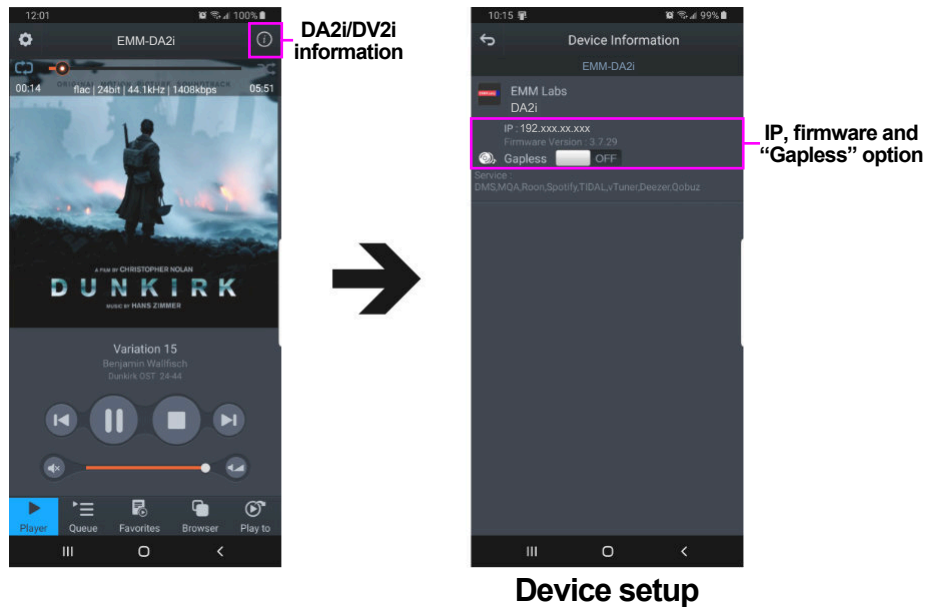 12:01
100%
EMM-DA2i
DA2i/DV2i
information
ORIGINAL MOTION PICTURE SOUNDTRACK
00:14
flac | 24bit | 44.1kHz | 1408kbps
05:51
A FILM BY CHRISTOPHER NOLAN
DUNKIRK
MUSIC BY HANS ZIMMER
Variation 15
Benjamin Wallfisch
Dunkirk OST 24-44
Player
Queue
Favorites
Browser
Play to
10:15
99%
Device Information
EMM-DA2i
EMM Labs
DA2i
IP : 192.xxx.xx.xxx
Firmware Version : 3.7.29
Gapless OFF
IP, firmware and
“Gapless” option
Service :
DMS,MQA,Roon,Spotify,TIDAL,vTuner,Deezer,Qobuz
Device setup